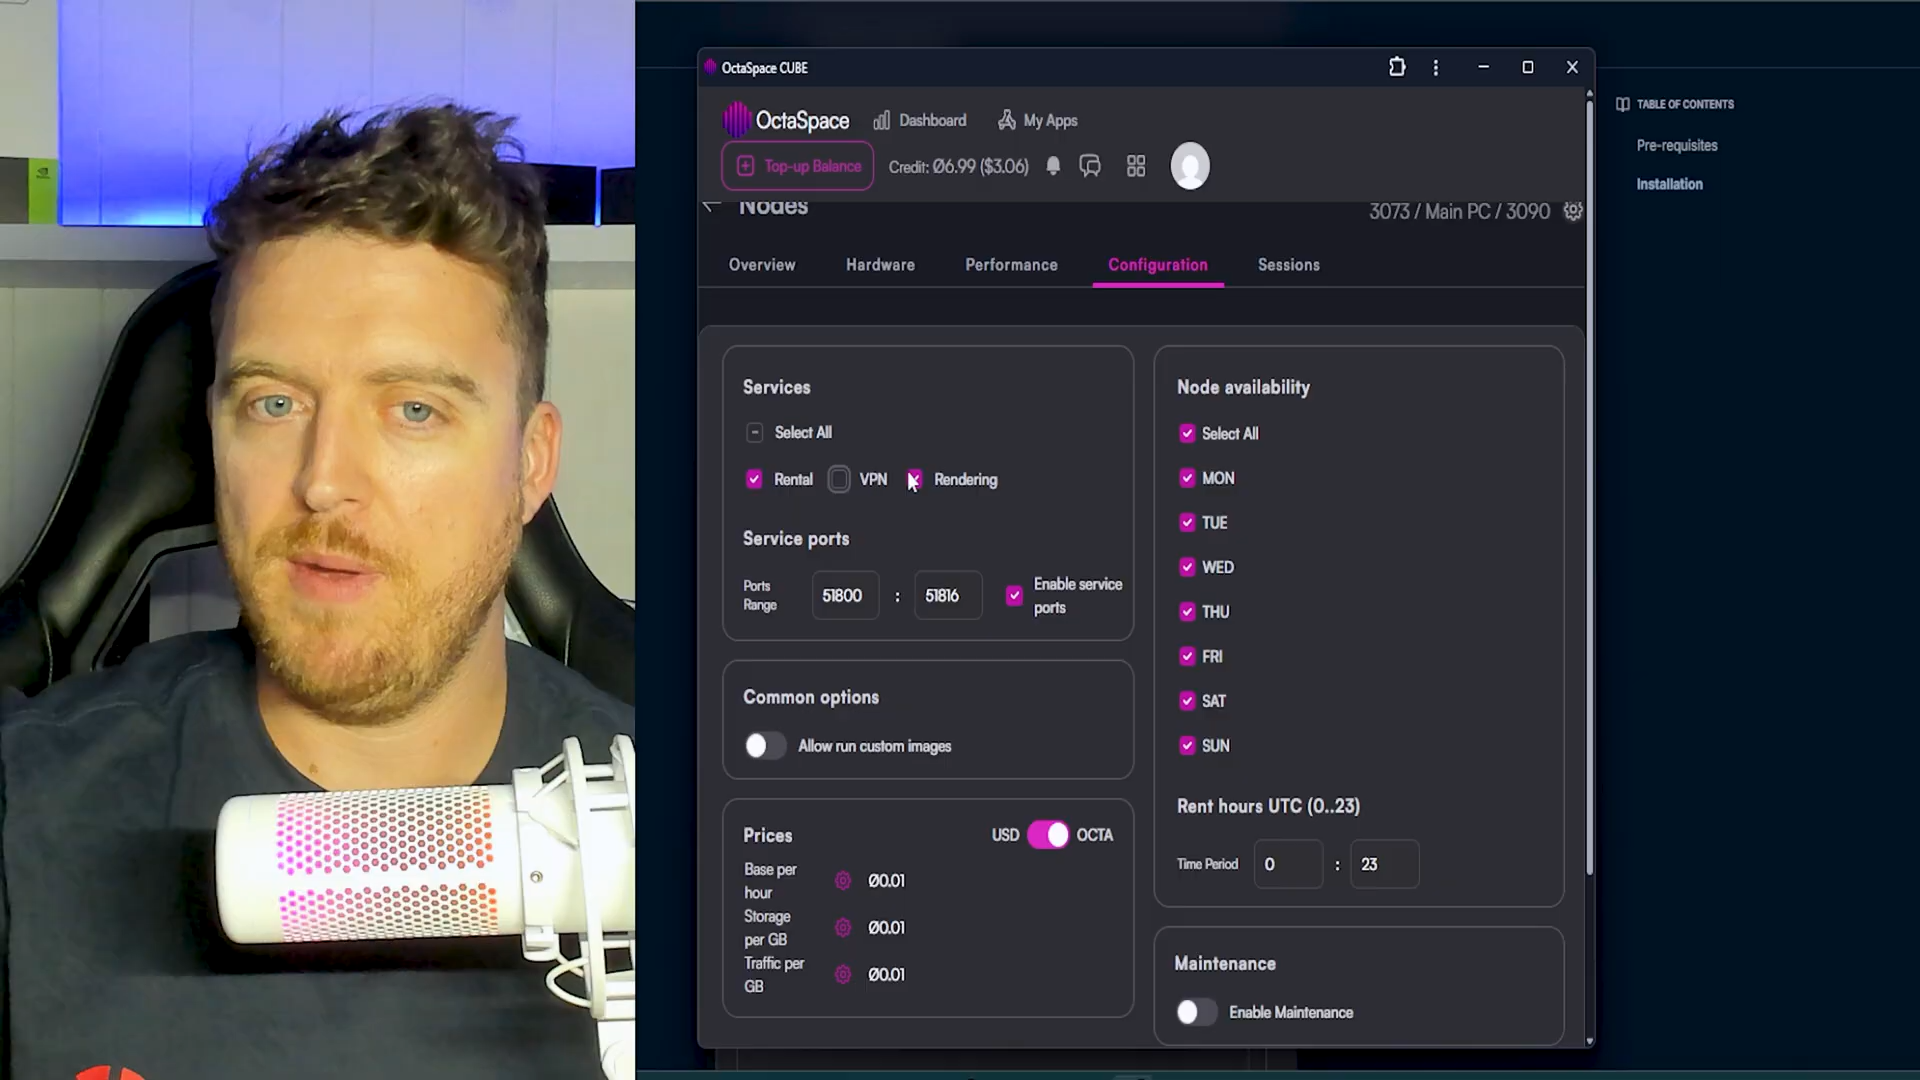 OctaSpace CUBE
OctaSpace
Dashboard
My Apps
Top-up Balance
Credit: Ø6.99 ($3.06)
Nodes
3073 / Main PC / 3090
Overview
Hardware
Performance
Configuration
Sessions
Services
Select All
Rental
VPN
Rendering
Service ports
Ports
Range
51800
:
51816
Enable service
ports
Common options
Allow run custom images
Prices
USD
OCTA
Base per
hour
Ø0.01
Storage
per GB
Ø0.01
Traffic per
GB
Ø0.01
Node availability
Select All
MON
TUE
WED
THU
FRI
SAT
SUN
Rent hours UTC (0..23)
Time Period
0
:
23
Maintenance
Enable Maintenance
TABLE OF CONTENTS
Pre-requisites
Installation